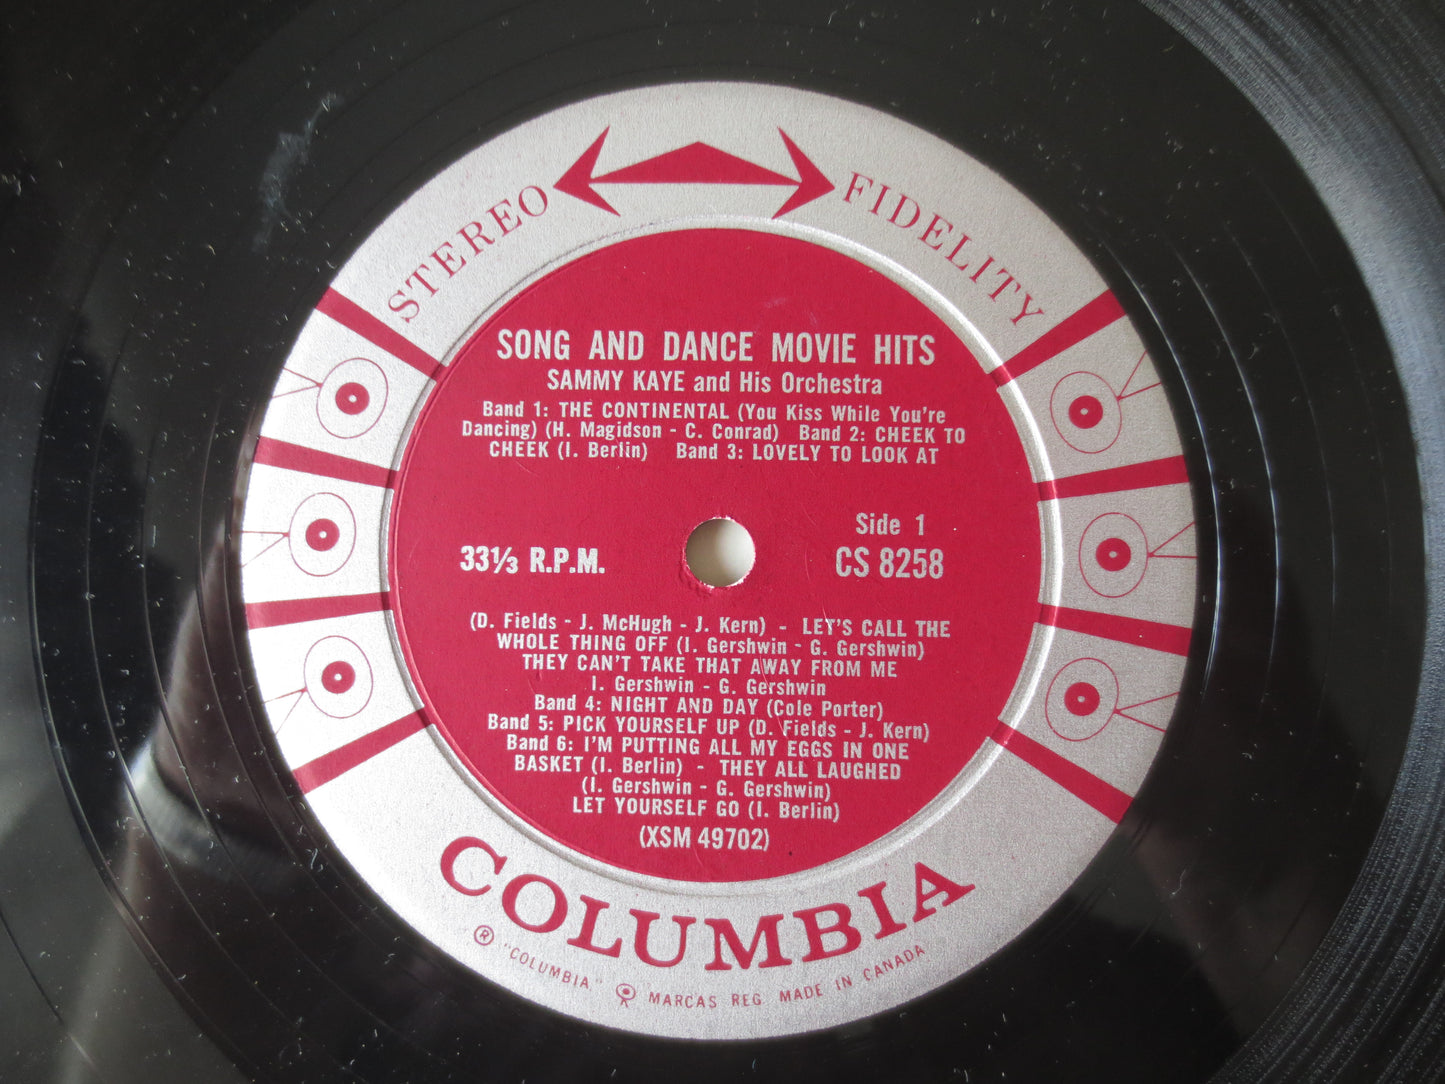 STEREO FIDELITY
SONG AND DANCE MOVIE HITS
SAMMY KAYE and His Orchestra
Band 1: THE CONTINENTAL (You Kiss While You're
Dancing) (H. Magidson - C. Conrad) Band 2: CHEEK TO
CHEEK (I. Berlin) Band 3: LOVELY TO LOOK AT
Side 1
33⅓ R.P.M. CS 8258
(D. Fields - J. McHugh - J. Kern) - LET'S CALL THE
WHOLE THING OFF (I. Gershwin - G. Gershwin)
THEY CAN'T TAKE THAT AWAY FROM ME
I. Gershwin - G. Gershwin
Band 4: NIGHT AND DAY (Cole Porter)
Band 5: PICK YOURSELF UP (D. Fields - J. Kern)
Band 6: I'M PUTTING ALL MY EGGS IN ONE
BASKET (I. Berlin) - THEY ALL LAUGHED
(I. Gershwin - G. Gershwin)
LET YOURSELF GO (I. Berlin)
(XSM 49702)
COLUMBIA
® "COLUMBIA" MARCAS REG MADE IN CANADA